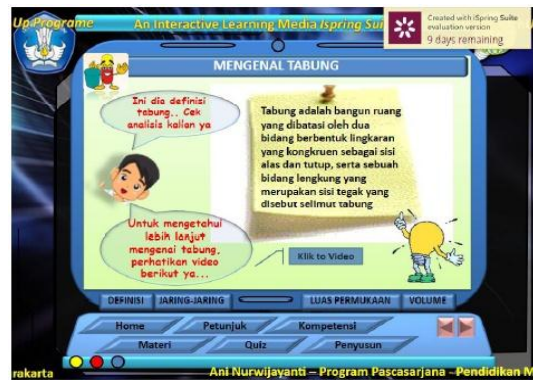 Up Programe
An Interactive Learning Media Ispring Sui
Created with iSpring Suite
evaluation version
9 days remaining
MENGENAL TABUNG
Ini dia definisi
tabung.. Cek
analisis kalian ya
Tabung adalah bangun ruang
yang dibatasi oleh dua
bidang berbentuk lingkaran
yang kongkruen sebagai sisi
alas dan tutup, serta sebuah
bidang lengkung yang
merupakan sisi tegak yang
disebut selimut tabung
Untuk mengetahui
lebih lanjut
mengenai tabung,
perhatikan video
berikut ya...
Klik to Video
DEFINISI JARING-JARING LUAS PERMUKAAN VOLUME
Home Petunjuk Kompetensi
Materi Quiz Penyusun
rakarta Ani Nurwijayanti – Program Pascasarjana – Pendidikan M